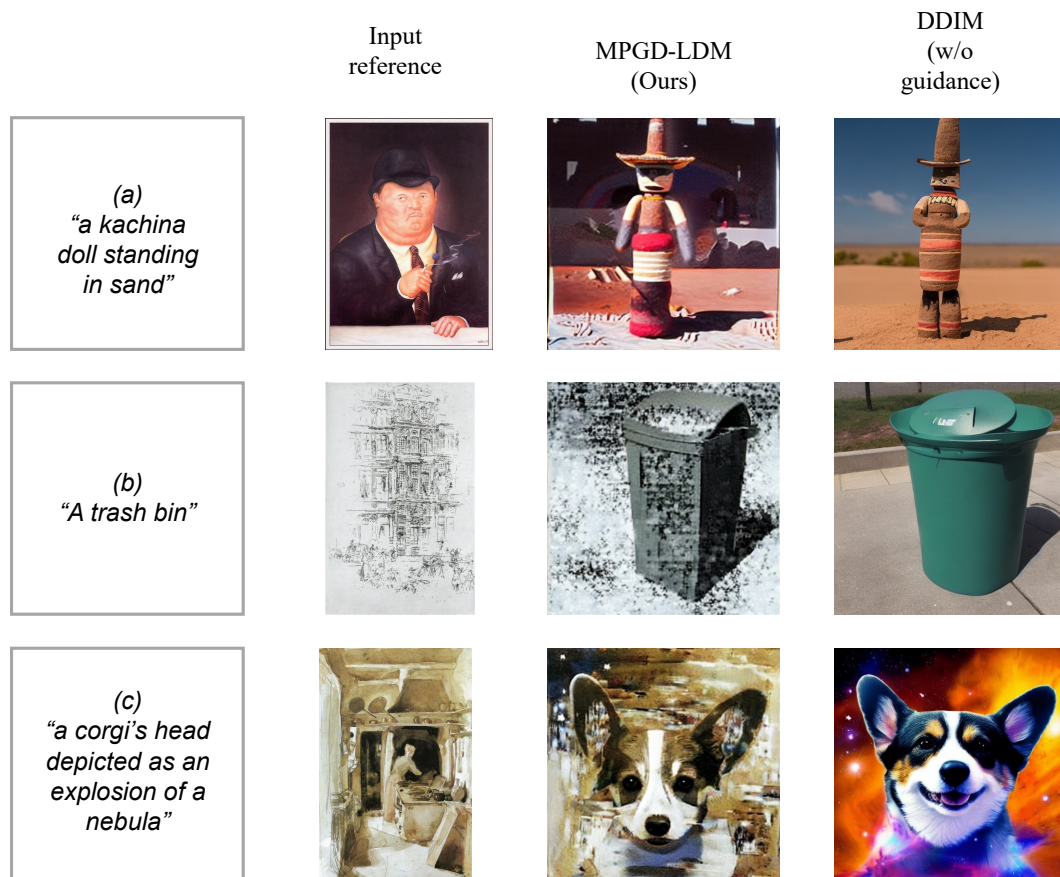 Input
reference
MPGD-LDM
(Ours)
DDIM
(w/o
guidance)
(a)
“a kachina
doll standing
in sand”
(b)
“A trash bin”
(c)
“a corgi’s head
depicted as an
explosion of a
nebula”